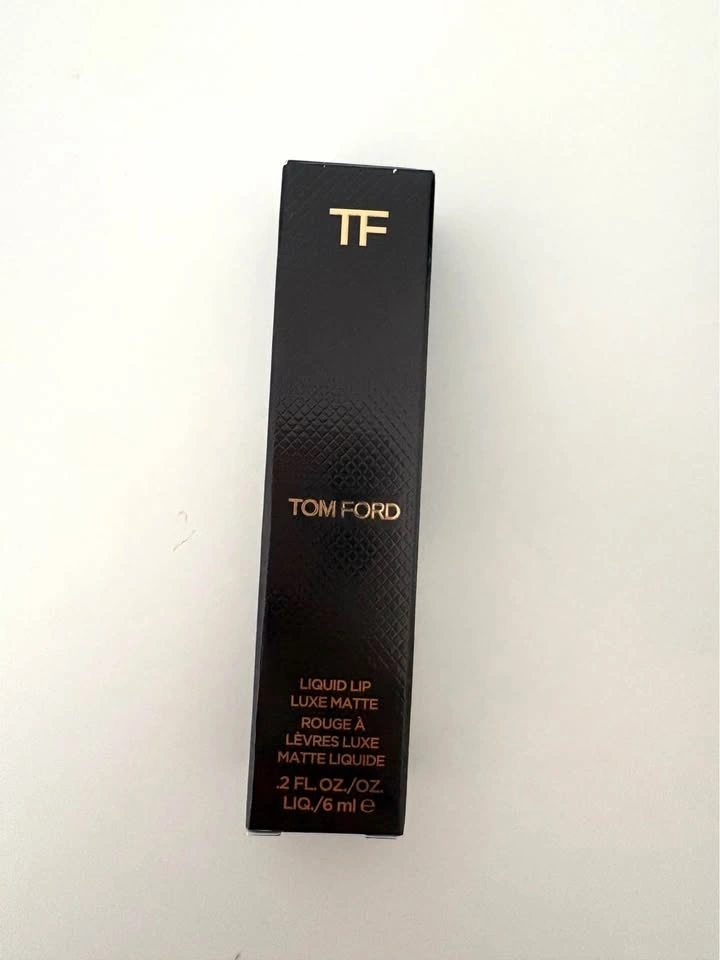 TF
TOM FORD
LIQUID LIP
LUXE MATTE
ROUGE À
LÈVRES LUXE
MATTE LIQUIDE
.2 FL.OZ./OZ.
LIQ./6 ml ℮